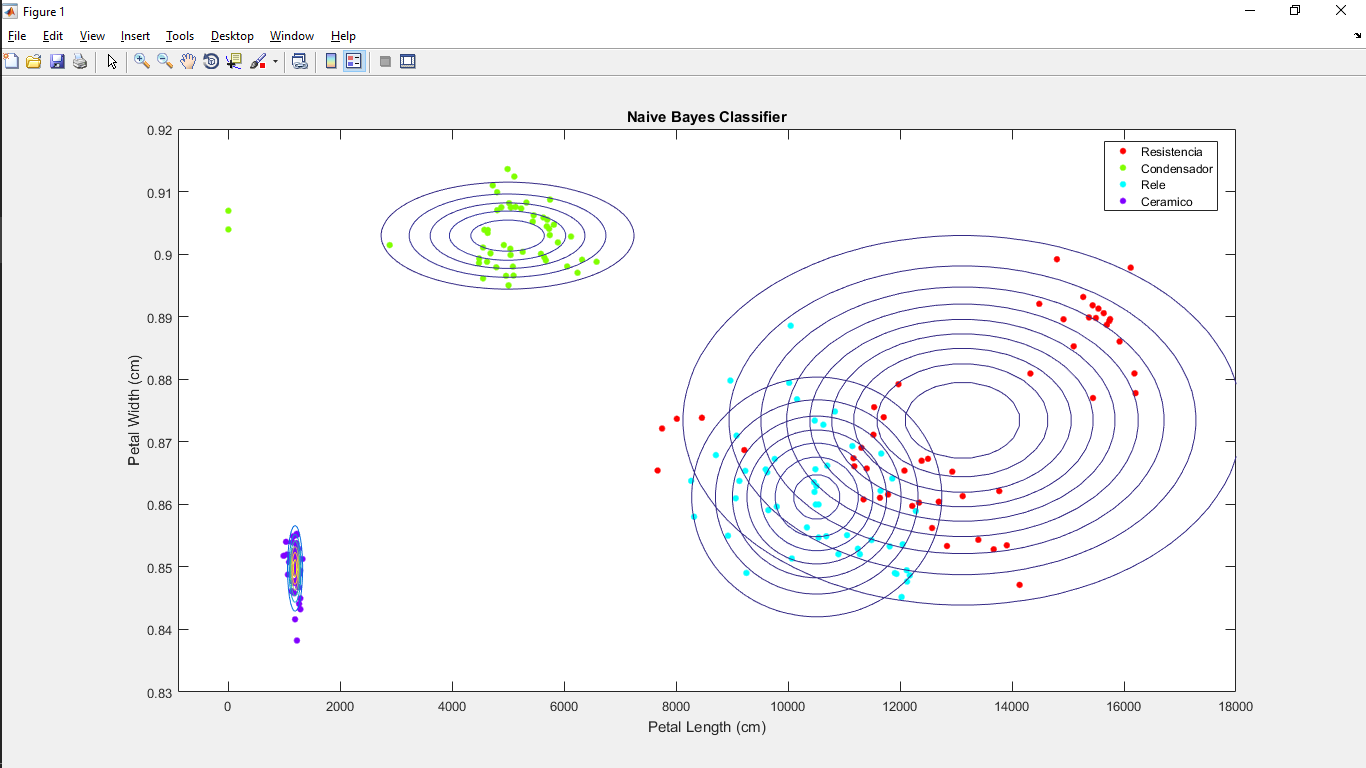 Figure 1
File Edit View Insert Tools Desktop Window Help
Naive Bayes Classifier
0.92
0.91
0.9
0.89
0.88
0.87
0.86
0.85
0.84
0.83
Petal Width (cm)
Resistencia
Condensador
Rele
Ceramico
0 2000 4000 6000 8000 10000 12000 14000 16000 18000
Petal Length (cm)